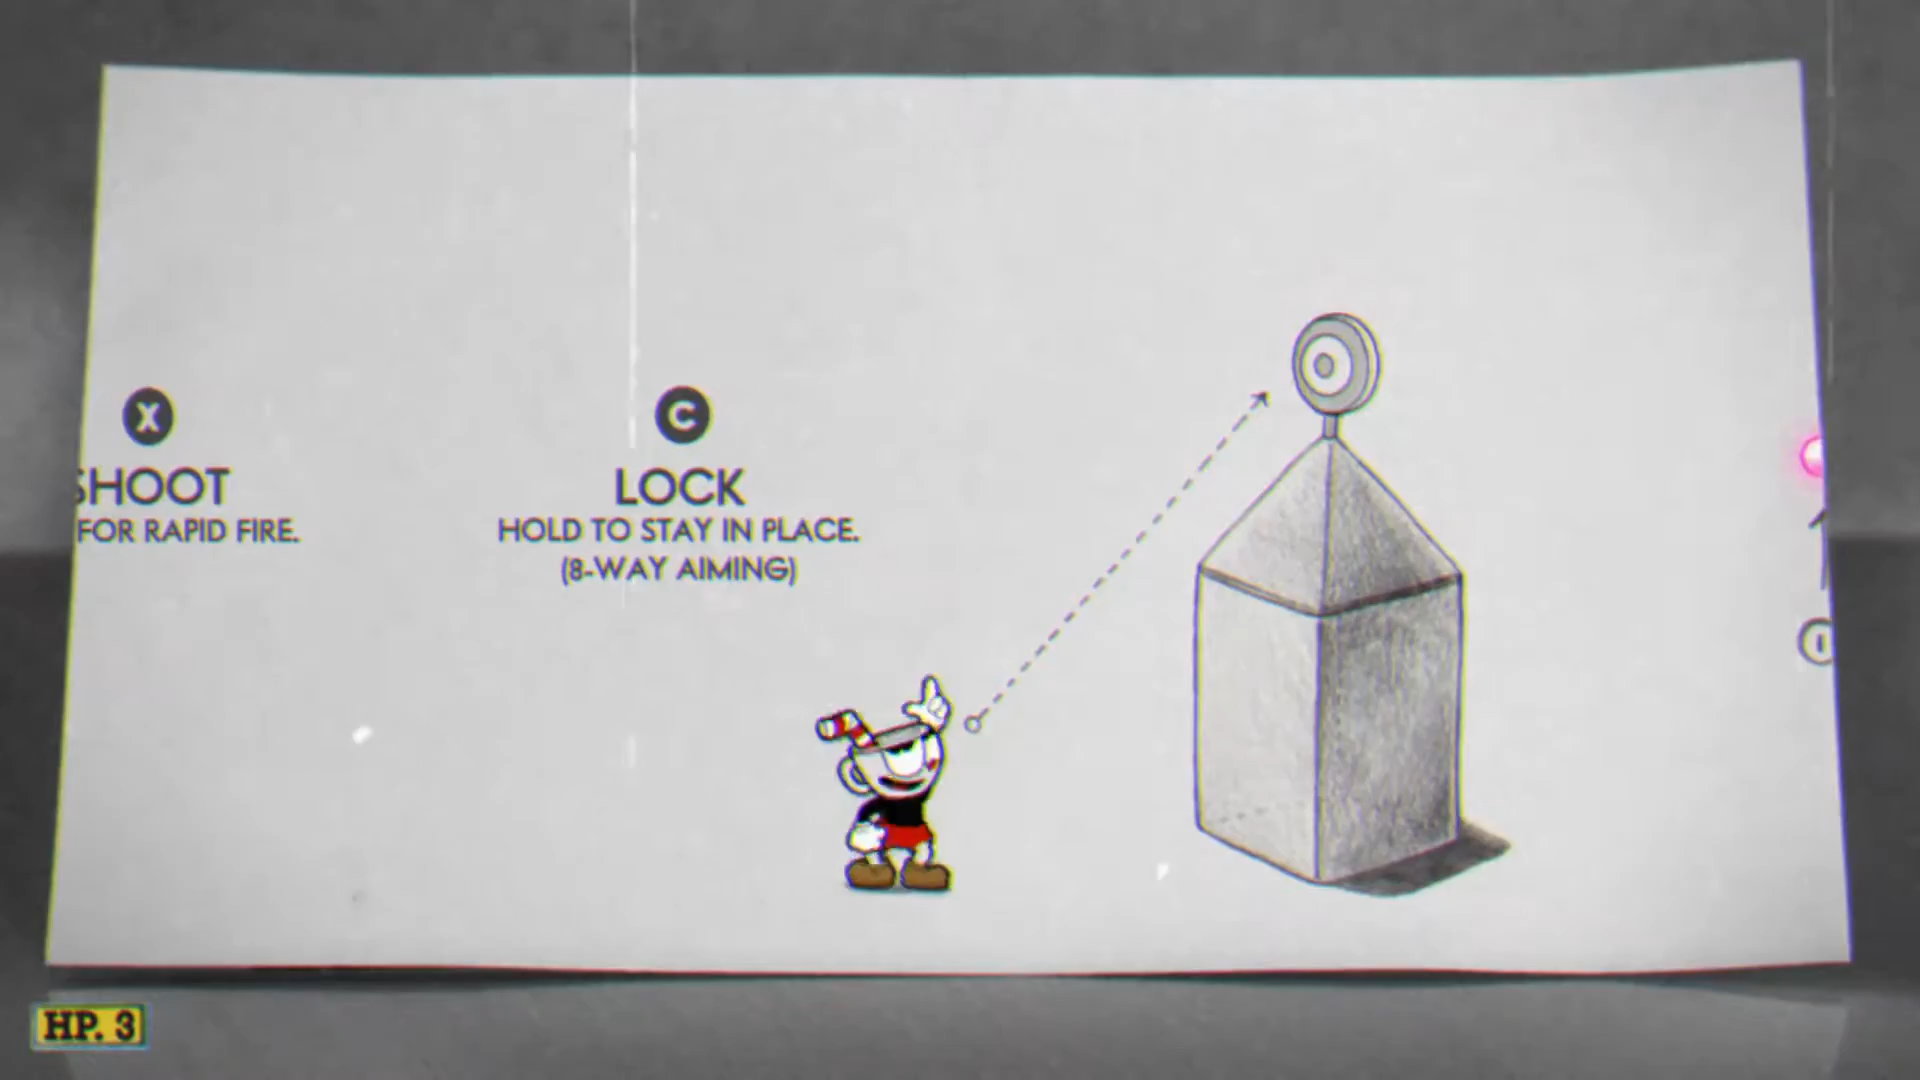 X
SHOOT
FOR RAPID FIRE.
C
LOCK
HOLD TO STAY IN PLACE.
(8-WAY AIMING)
HP. 3